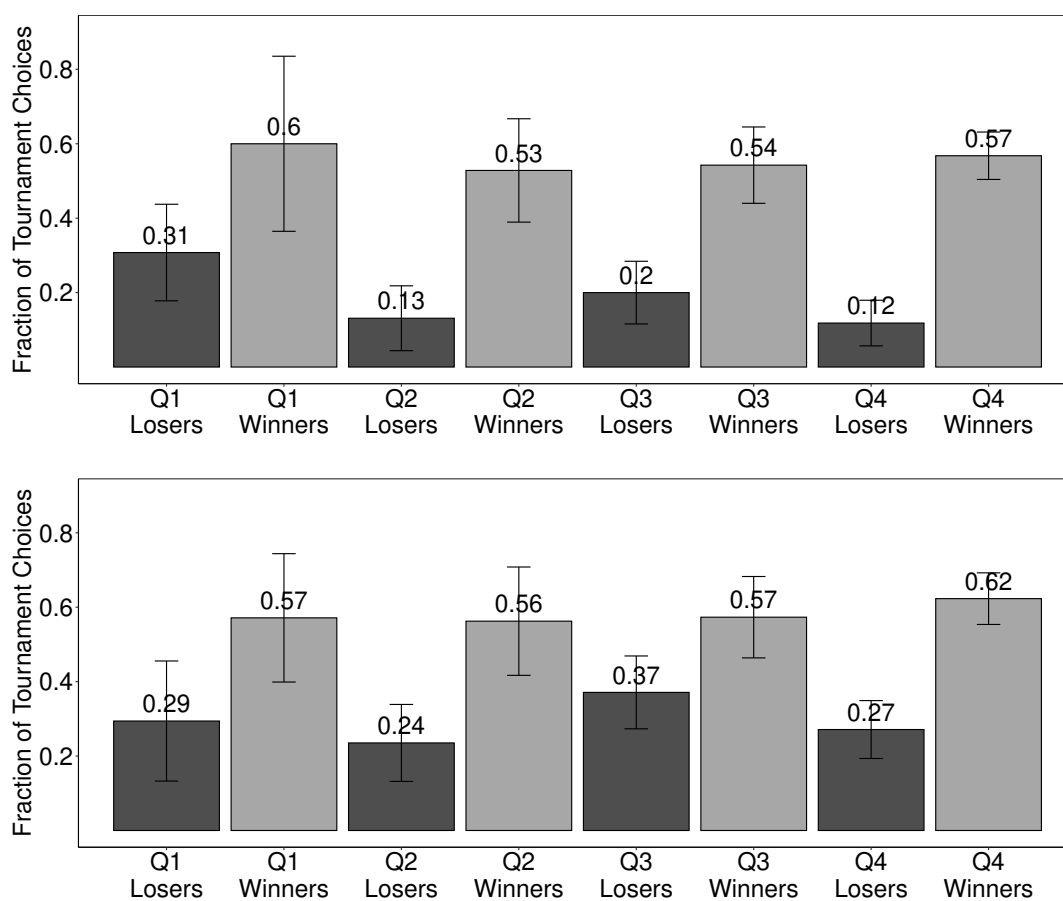 Fraction of Tournament Choices
0.8
0.6
0.4
0.2
0.31
0.6
0.13
0.53
0.2
0.54
0.12
0.57
Q1 Losers
Q1 Winners
Q2 Losers
Q2 Winners
Q3 Losers
Q3 Winners
Q4 Losers
Q4 Winners
Fraction of Tournament Choices
0.8
0.6
0.4
0.2
0.29
0.57
0.24
0.56
0.37
0.57
0.27
0.62
Q1 Losers
Q1 Winners
Q2 Losers
Q2 Winners
Q3 Losers
Q3 Winners
Q4 Losers
Q4 Winners